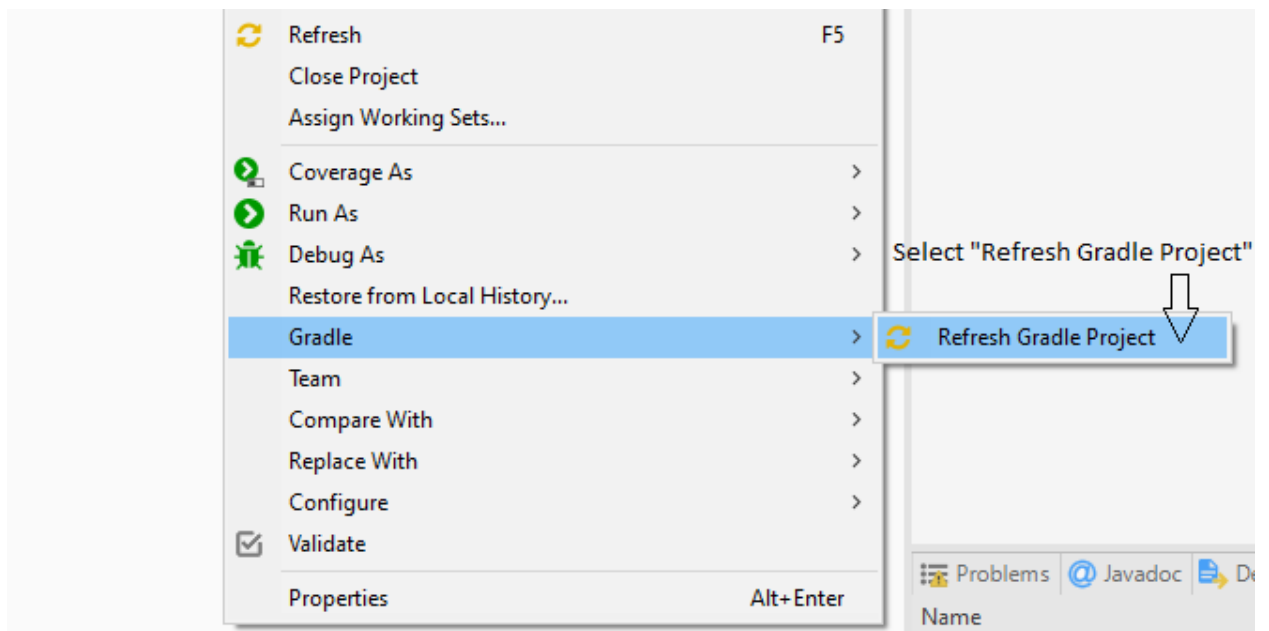 Refresh F5
Close Project
Assign Working Sets...
Coverage As
Run As
Debug As
Select "Refresh Gradle Project"
Restore from Local History...
Gradle
Refresh Gradle Project
Team
Compare With
Replace With
Configure
Validate
Properties Alt+Enter
Problems @ Javadoc De
Name